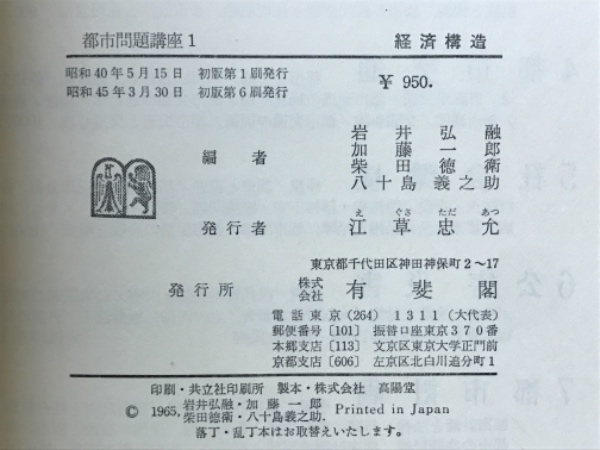 都市問題講座1 経済構造
昭和40年5月15日 初版第1刷発行
昭和45年3月30日 初版第6刷発行
¥ 950.
編者
岩井弘融
加藤一郎
柴田徳衛
八十島義之助
え ぐさ ただ あつ
発行者 江草忠允
東京都千代田区神田神保町2～17
発行所 株式会社 有斐閣
電話東京(264) 1311(大代表)
郵便番号〔101〕 振替口座東京370番
本郷支店〔113〕 文京区東京大学正門前
京都支店〔606〕 左京区北白川追分町1
印刷・共立社印刷所 製本・株式会社 高陽堂
© 1965, 岩井弘融・加藤一郎
柴田徳衛・八十島義之助. Printed in Japan
落丁・乱丁本はお取替えいたします。